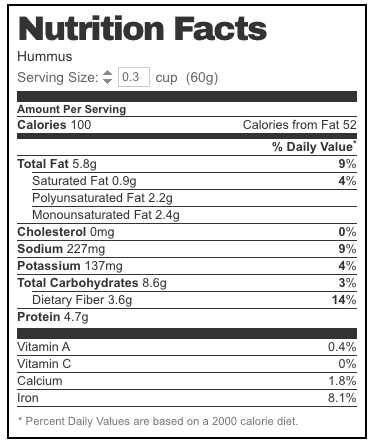 Nutrition Facts
Hummus
Serving Size: 0.3 cup (60g)
Amount Per Serving
Calories 100 Calories from Fat 52
% Daily Value*
Total Fat 5.8g 9%
Saturated Fat 0.9g 4%
Polyunsaturated Fat 2.2g
Monounsaturated Fat 2.4g
Cholesterol 0mg 0%
Sodium 227mg 9%
Potassium 137mg 4%
Total Carbohydrates 8.6g 3%
Dietary Fiber 3.6g 14%
Protein 4.7g
Vitamin A 0.4%
Vitamin C 0%
Calcium 1.8%
Iron 8.1%
* Percent Daily Values are based on a 2000 calorie diet.